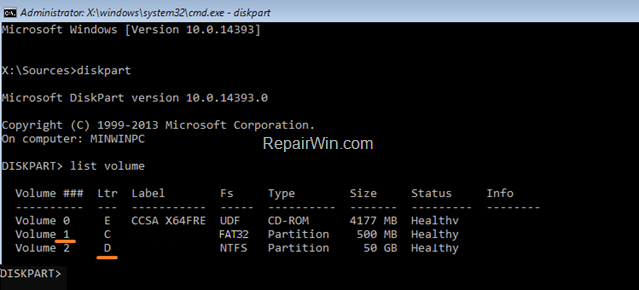 Administrator: X:\windows\system32\cmd.exe - diskpart
Microsoft Windows [Version 10.0.14393]
X:\Sources>diskpart
Microsoft DiskPart version 10.0.14393.0
Copyright (C) 1999-2013 Microsoft Corporation.
On computer: MINWINPC
RepairWin.com
DISKPART> list volume
Volume ### Ltr Label Fs Type Size Status Info
---------- --- ----------- ----- ---------- ------- --------- --------
Volume 0 E CCSA X64FRE UDF CD-ROM 4177 MB Healthy
Volume 1 C FAT32 Partition 500 MB Healthy
Volume 2 D NTFS Partition 50 GB Healthy
DISKPART>